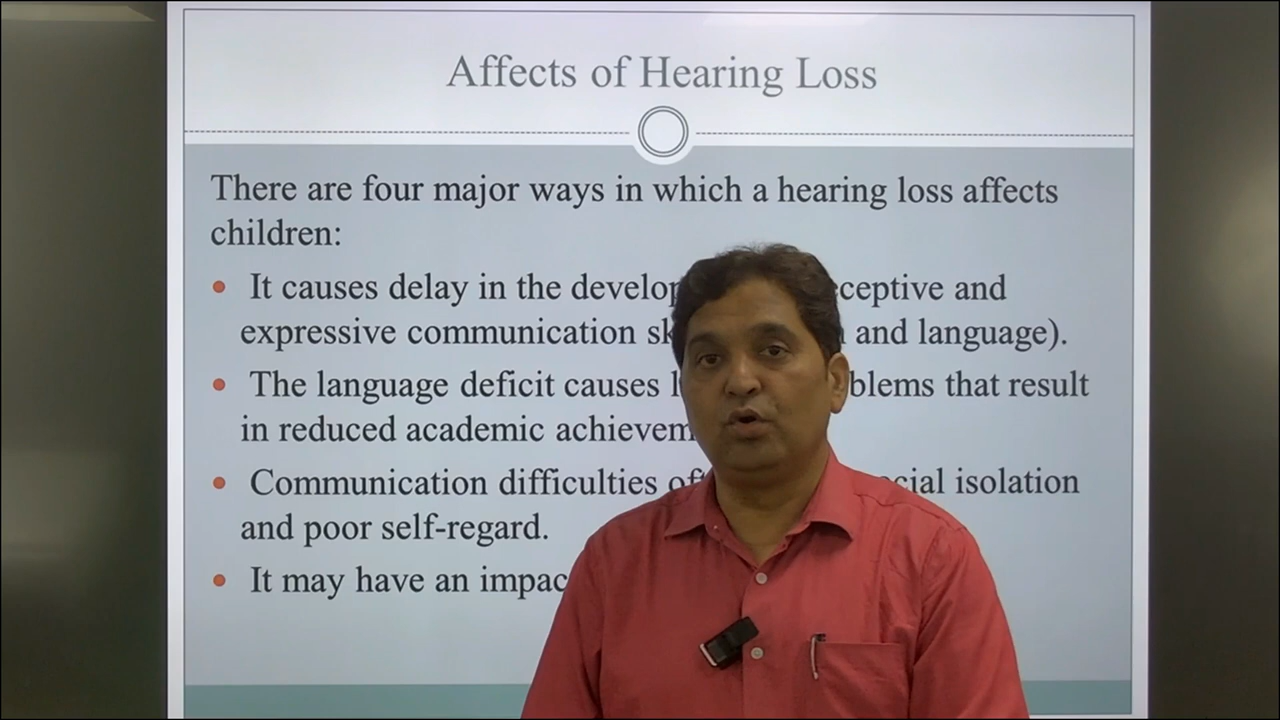 Affects of Hearing Loss
There are four major ways in which a hearing loss affects
children:
It causes delay in the and
expressive communication and language).
The language deficit causes that result
in reduced academic
Communication difficulties isolation
and poor self-regard.
It may have an